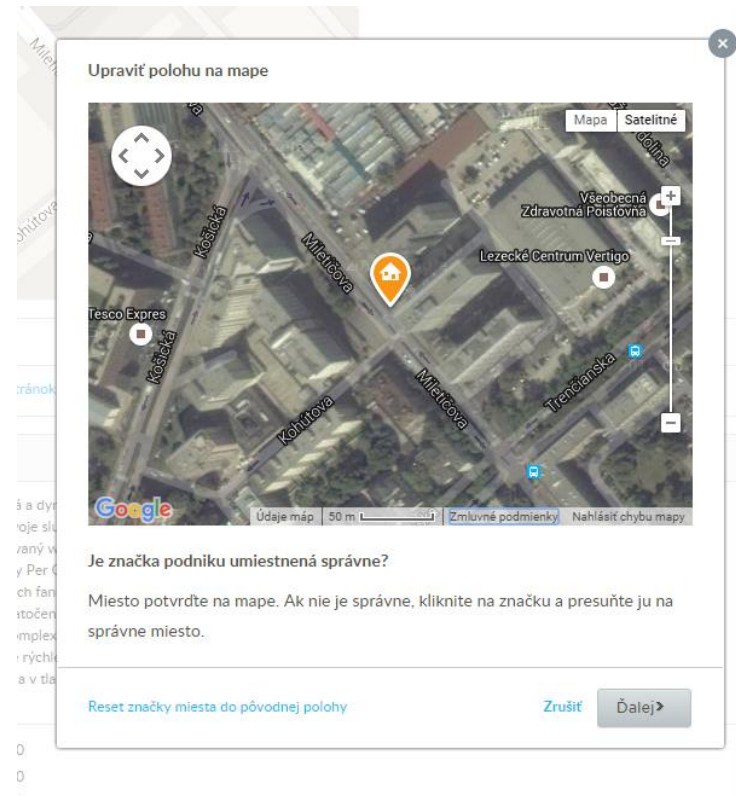 Upraviť polohu na mape
Mapa
Satelitné
Všeobecná
Zdravotná Poisťovňa
Košická
Miletičova
Lezecké Centrum Vertigo
Tesco Expres
Košická
Trenčianska
Miletičova
Kohútova
Google
Údaje máp
50 m
Zmluvné podmienky
Nahlásiť chybu mapy
Je značka podniku umiestnená správne?
Miesto potvrďte na mape. Ak nie je správne, kliknite na značku a presuňte ju na
správne miesto.
Reset značky miesta do pôvodnej polohy
Zrušiť
Ďalej